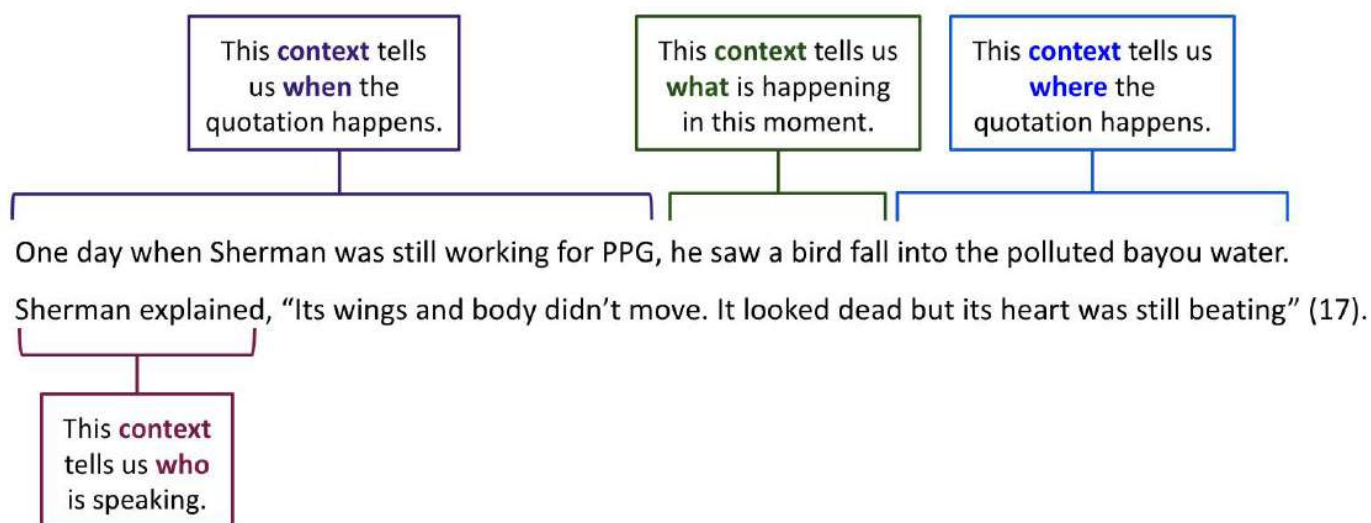 This context tells
us when the
quotation happens.
This context tells us
what is happening
in this moment.
This context tells us
where the
quotation happens.
One day when Sherman was still working for PPG, he saw a bird fall into the polluted bayou water.
Sherman explained, “Its wings and body didn’t move. It looked dead but its heart was still beating” (17).
This context
tells us who
is speaking.